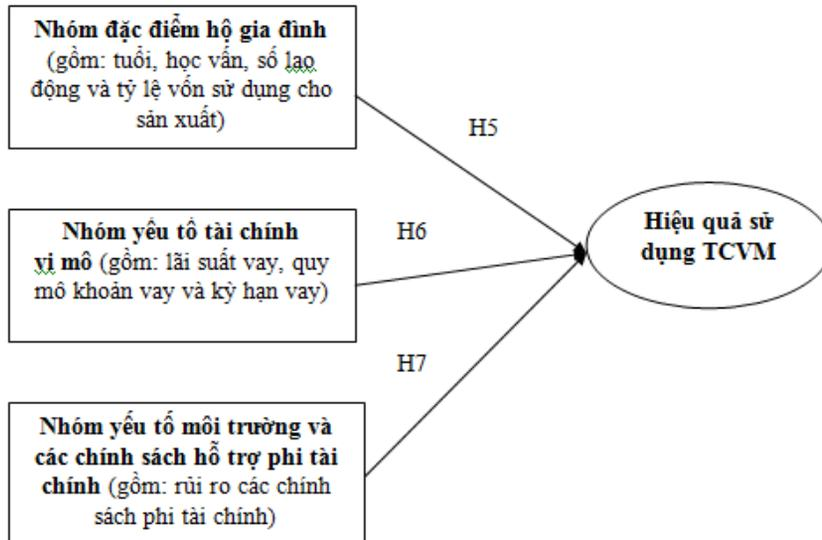 Nhóm đặc điểm hộ gia đình
(gồm: tuổi, học vấn, số lao
động và tỷ lệ vốn sử dụng cho
sản xuất)
H5
Nhóm yếu tố tài chính
vi mô (gồm: lãi suất vay, quy
mô khoản vay và kỳ hạn vay)
H6
H7
Nhóm yếu tố môi trường và
các chính sách hỗ trợ phi tài
chính (gồm: rủi ro các chính
sách phi tài chính)
Hiệu quả sử
dụng TCVM